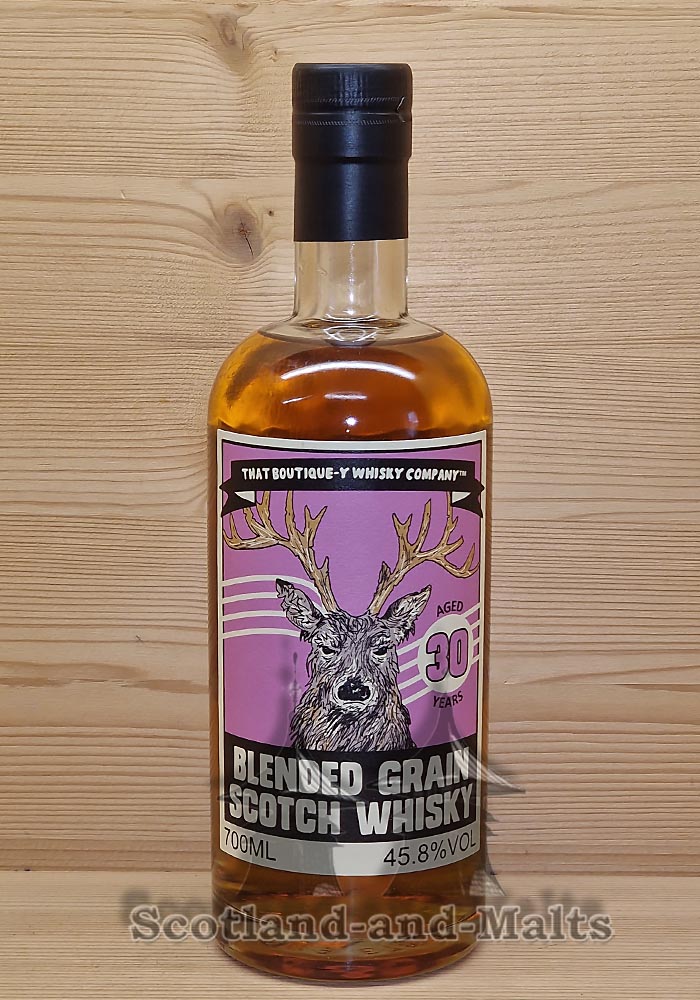 THAT BOUTIQUE-Y WHISKY COMPANY™
AGED
30
YEARS
BLENDED GRAIN
SCOTCH WHISKY
700ML 45.8%VOL
Scotland-and-Malts